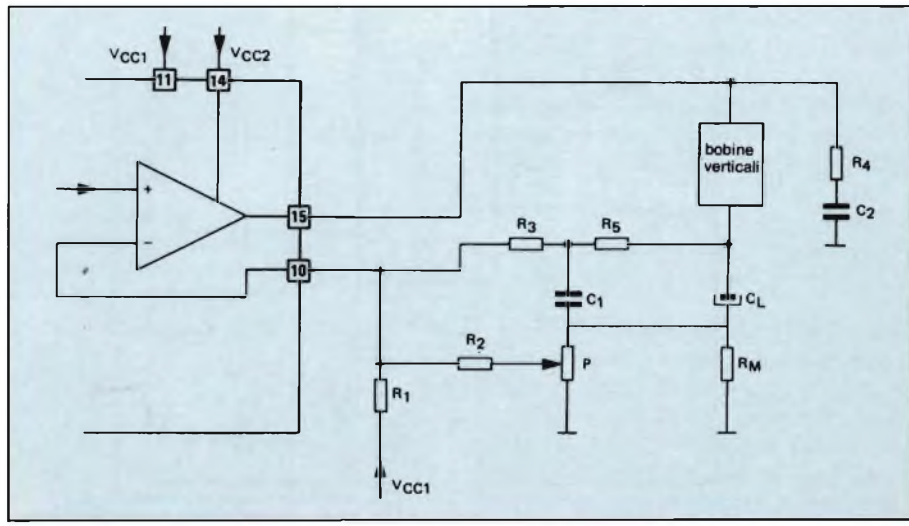 VCC1
VCC2
11
14
+
−
15
10
bobine
verticali
R4
C2
R3
R5
C1
CL
R2
P
RM
R1
VCC1